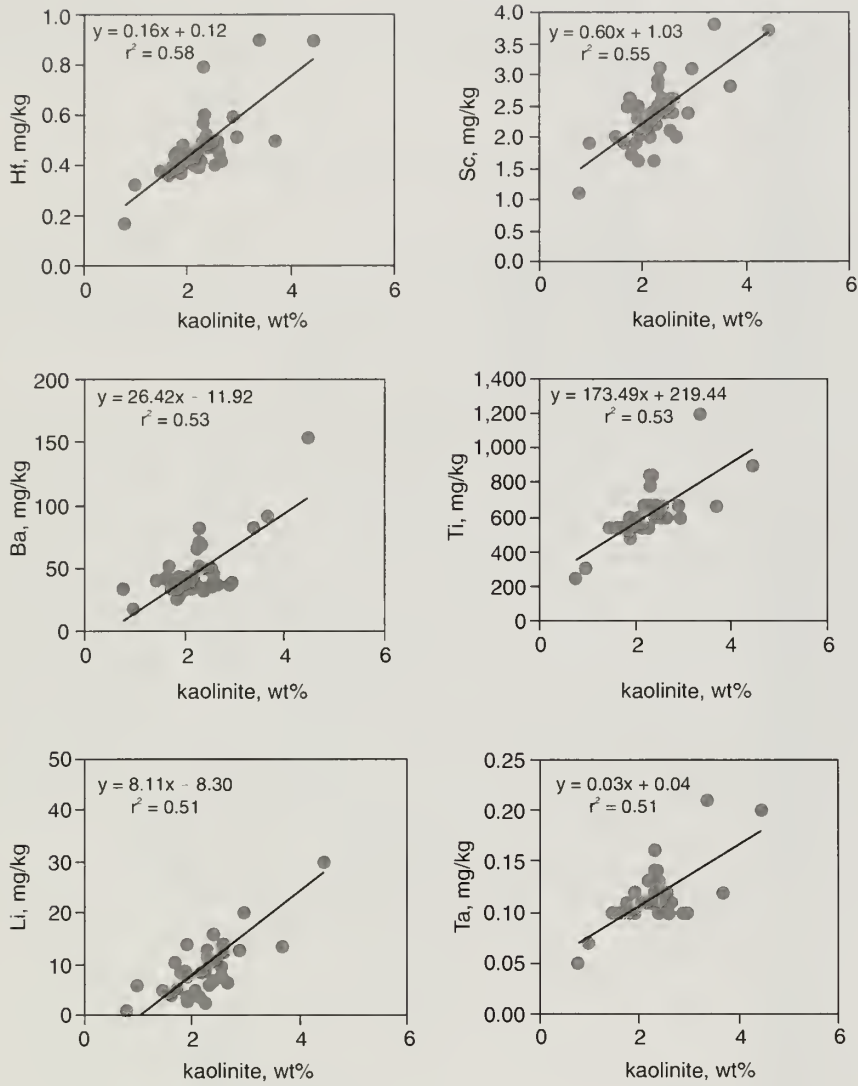 y = 0.16x + 0.12
r² = 0.58
1.0
0.8
0.6
0.4
0.2
0.0
Hf, mg/kg
0 2 4 6
kaolinite, wt%
y = 0.60x + 1.03
r² = 0.55
4.0
3.5
3.0
2.5
2.0
1.5
1.0
0.5
0.0
Sc, mg/kg
0 2 4 6
kaolinite, wt%
y = 26.42x - 11.92
r² = 0.53
200
150
100
50
0
Ba, mg/kg
0 2 4 6
kaolinite, wt%
y = 173.49x + 219.44
r² = 0.53
1,400
1,200
1,000
800
600
400
200
0
Ti, mg/kg
0 2 4 6
kaolinite, wt%
y = 8.11x - 8.30
r² = 0.51
50
40
30
20
10
0
Li, mg/kg
0 2 4 6
kaolinite, wt%
y = 0.03x + 0.04
r² = 0.51
0.25
0.20
0.15
0.10
0.05
0.00
Ta, mg/kg
0 2 4 6
kaolinite, wt%